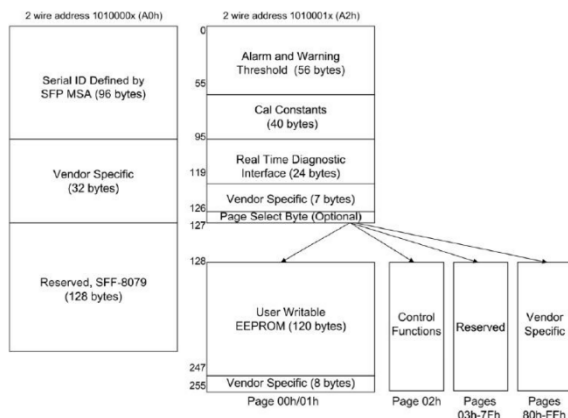 2 wire address 1010000x (A0h)
2 wire address 1010001x (A2h)
0
Serial ID Defined by
SFP MSA (96 bytes)
Alarm and Warning
Threshold (56 bytes)
55
Cal Constants
(40 bytes)
95
Vendor Specific
(32 bytes)
Real Time Diagnostic
Interface (24 bytes)
119
Vendor Specific (7 bytes)
126
Page Select Byte (Optional)
127
128
Reserved, SFF-8079
(128 bytes)
User Writable
EEPROM (120 bytes)
Control
Functions
Reserved
Vendor
Specific
247
Vendor Specific (8 bytes)
255
Page 00h/01h
Page 02h
Pages
03h-7Fh
Pages
80h-FFh